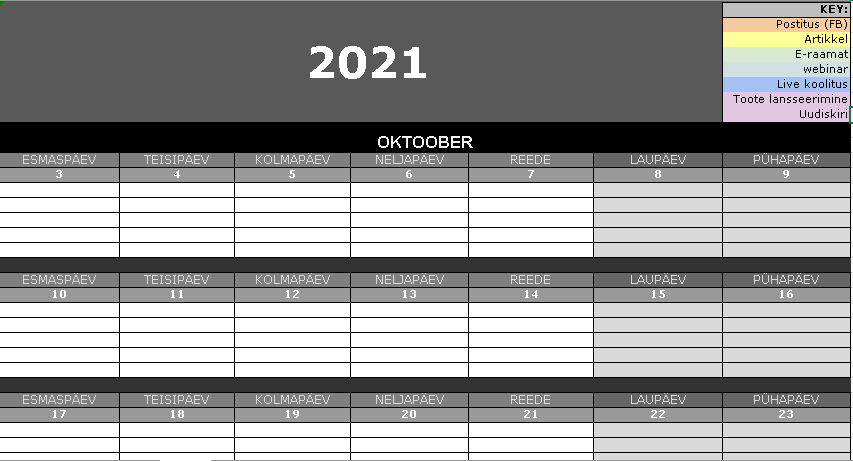 KEY:
Postitus (FB)
Artikkel
E-raamat
webinar
Live koolitus
Toote lansseerimine
Uudiskiri
2021
OKTOOBER
ESMASPÄEV TEISIPÄEV KOLMAPÄEV NELJAPÄEV REEDE LAUPÄEV PÜHAPÄEV
3 4 5 6 7 8 9
ESMASPÄEV TEISIPÄEV KOLMAPÄEV NELJAPÄEV REEDE LAUPÄEV PÜHAPÄEV
10 11 12 13 14 15 16
ESMASPÄEV TEISIPÄEV KOLMAPÄEV NELJAPÄEV REEDE LAUPÄEV PÜHAPÄEV
17 18 19 20 21 22 23